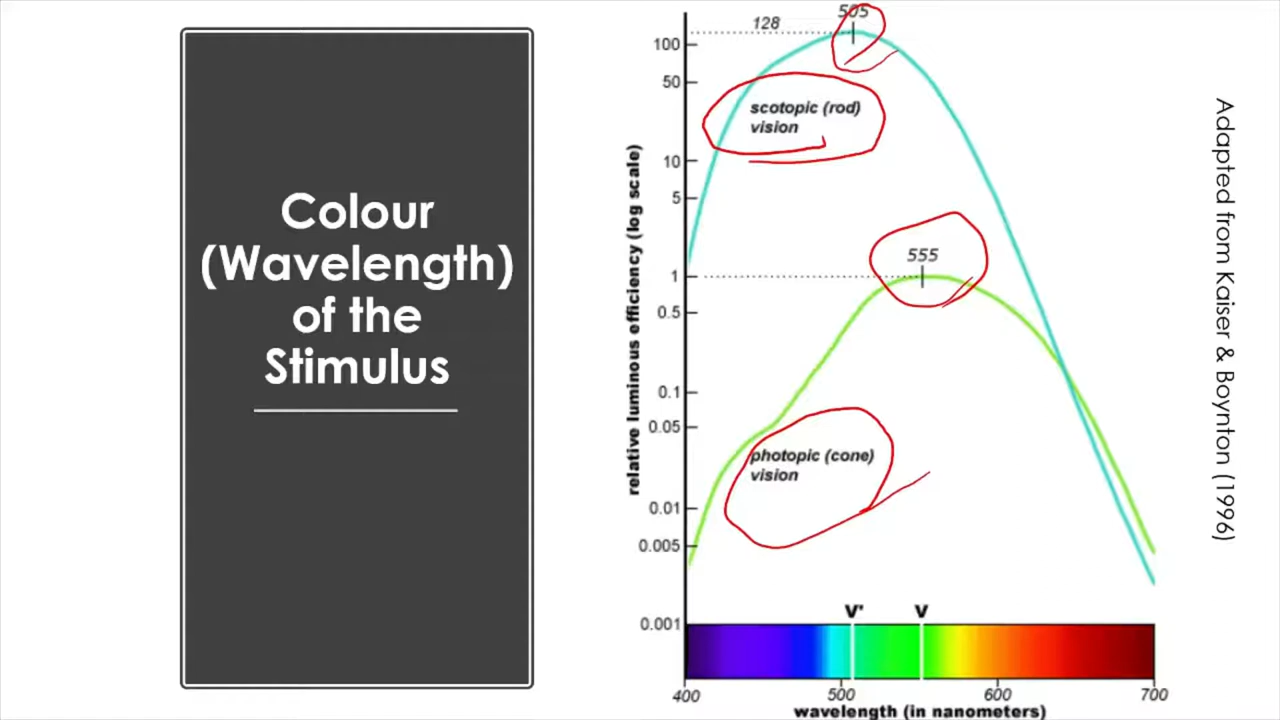 Colour
(Wavelength)
of the
Stimulus
128
505
100
50
10
5
1
0.5
0.1
0.05
0.01
0.005
0.001
relative luminous efficiency (log scale)
scotopic (rod)
vision
555
photopic (cone)
vision
V'
V
400
500
600
700
wavelength (in nanometers)
Adapted from Kaiser & Boynton (1996)